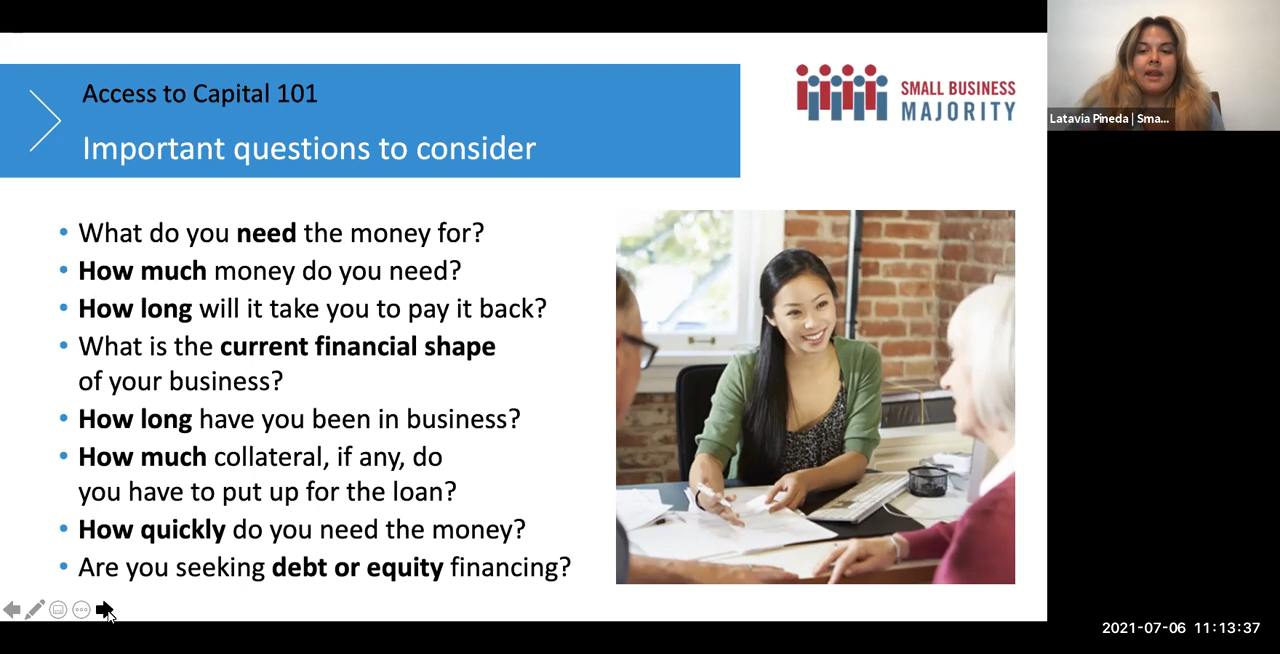 Access to Capital 101
Important questions to consider
SMALL BUSINESS
MAJORITY
Latavia Pineda | Sma...
• What do you need the money for?
• How much money do you need?
• How long will it take you to pay it back?
• What is the current financial shape
of your business?
• How long have you been in business?
• How much collateral, if any, do
you have to put up for the loan?
• How quickly do you need the money?
• Are you seeking debt or equity financing?
2021-07-06 11:13:37